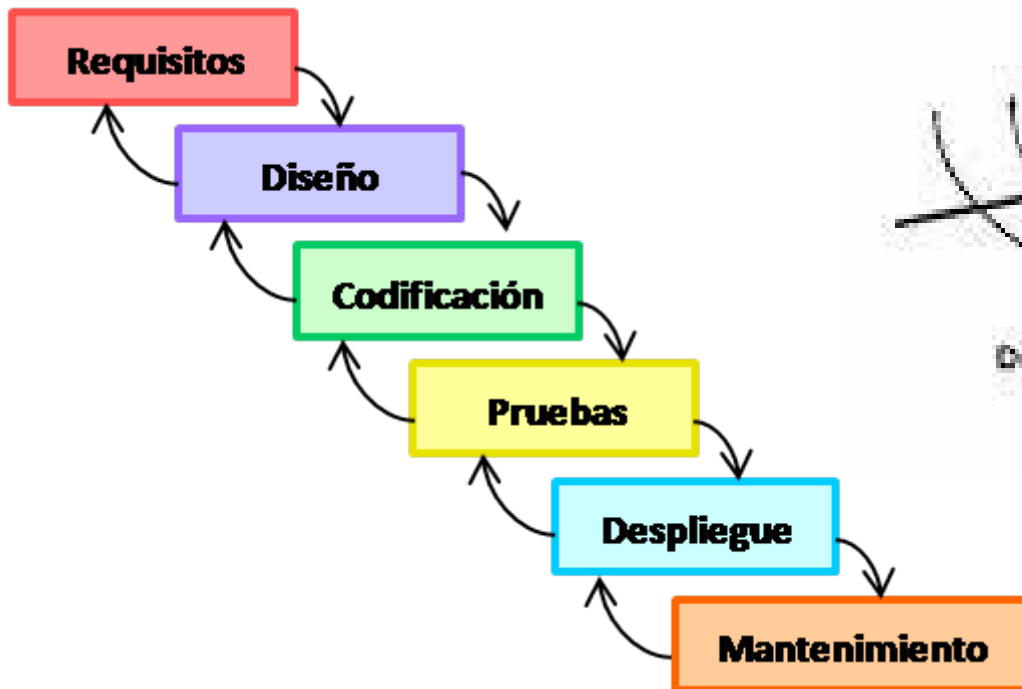 Requisitos
Diseño
Codificación
Pruebas
Despliegue
Mantenimiento